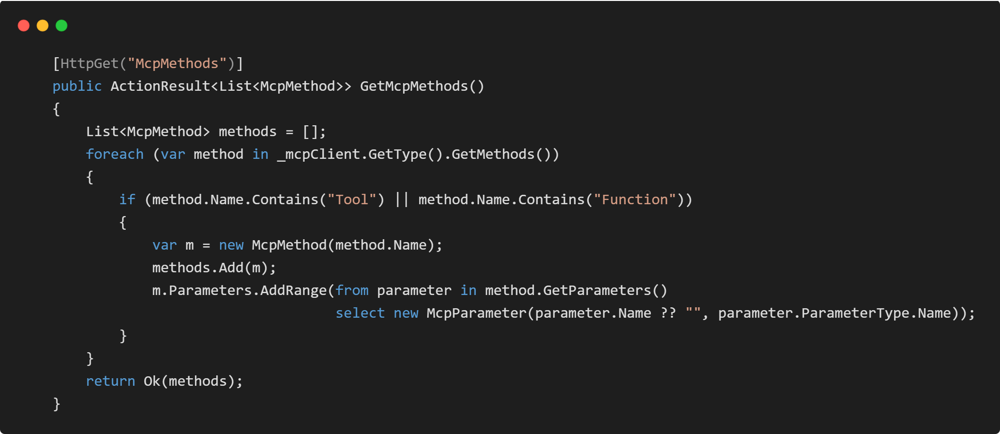 [HttpGet("McpMethods")]
public ActionResult<List<McpMethod>> GetMcpMethods()
{
    List<McpMethod> methods = [];
    foreach (var method in _mcpClient.GetType().GetMethods())
    {
        if (method.Name.Contains("Tool") || method.Name.Contains("Function"))
        {
            var m = new McpMethod(method.Name);
            methods.Add(m);
            m.Parameters.AddRange(from parameter in method.GetParameters()
                                  select new McpParameter(parameter.Name ?? "", parameter.ParameterType.Name));
        }
    }
    return Ok(methods);
}